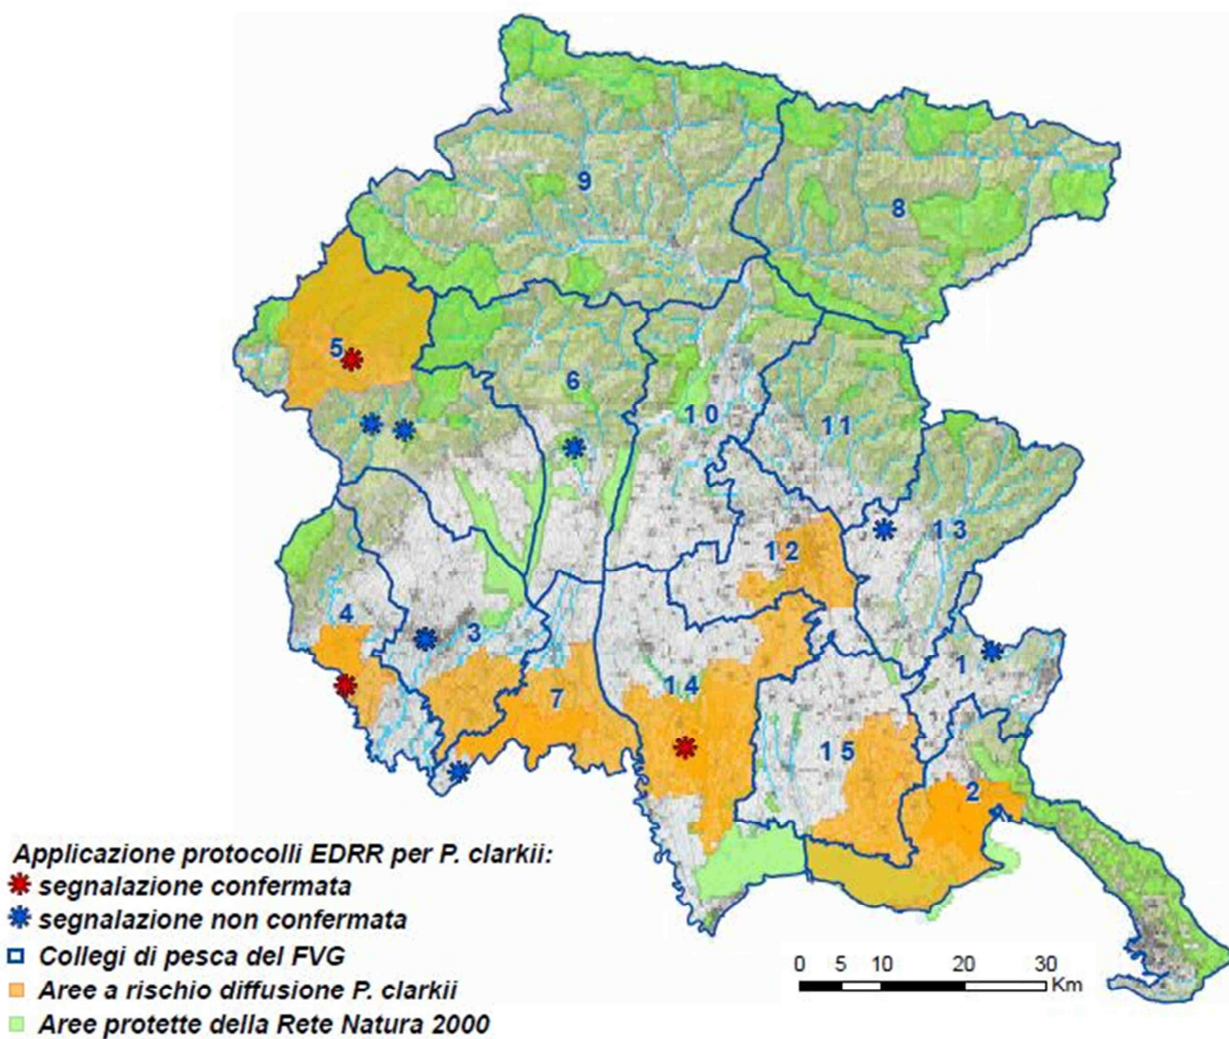 9
8
5
6
10
11
13
12
4
3
1
14
7
15
2
Applicazione protocolli EDRR per P. clarkii:
segnalazione confermata
segnalazione non confermata
Collegi di pesca del FVG
Aree a rischio diffusione P. clarkii
Aree protette della Rete Natura 2000
0 5 10 20 30
Km